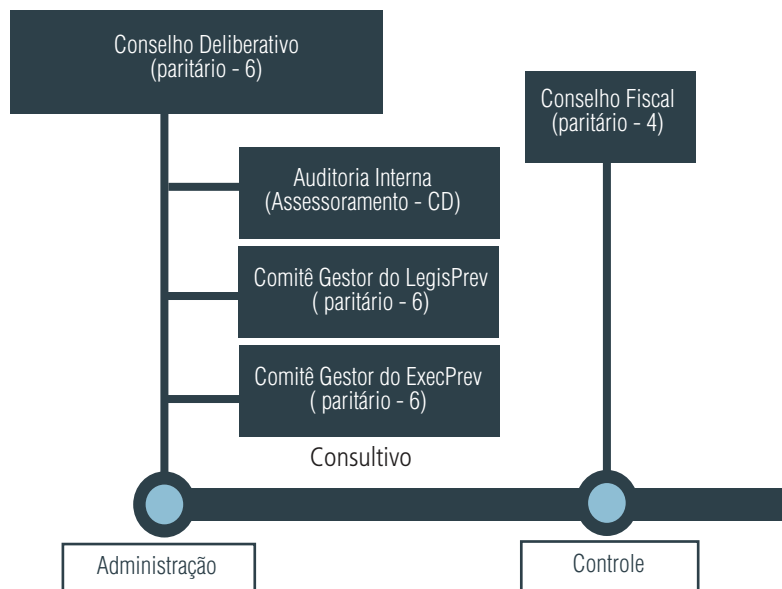 Conselho Deliberativo
(paritário - 6)
Conselho Fiscal
(paritário - 4)
Auditoria Interna
(Assessoramento - CD)
Comitê Gestor do LegisPrev
( paritário - 6)
Comitê Gestor do ExecPrev
( paritário - 6)
Consultivo
Administração
Controle